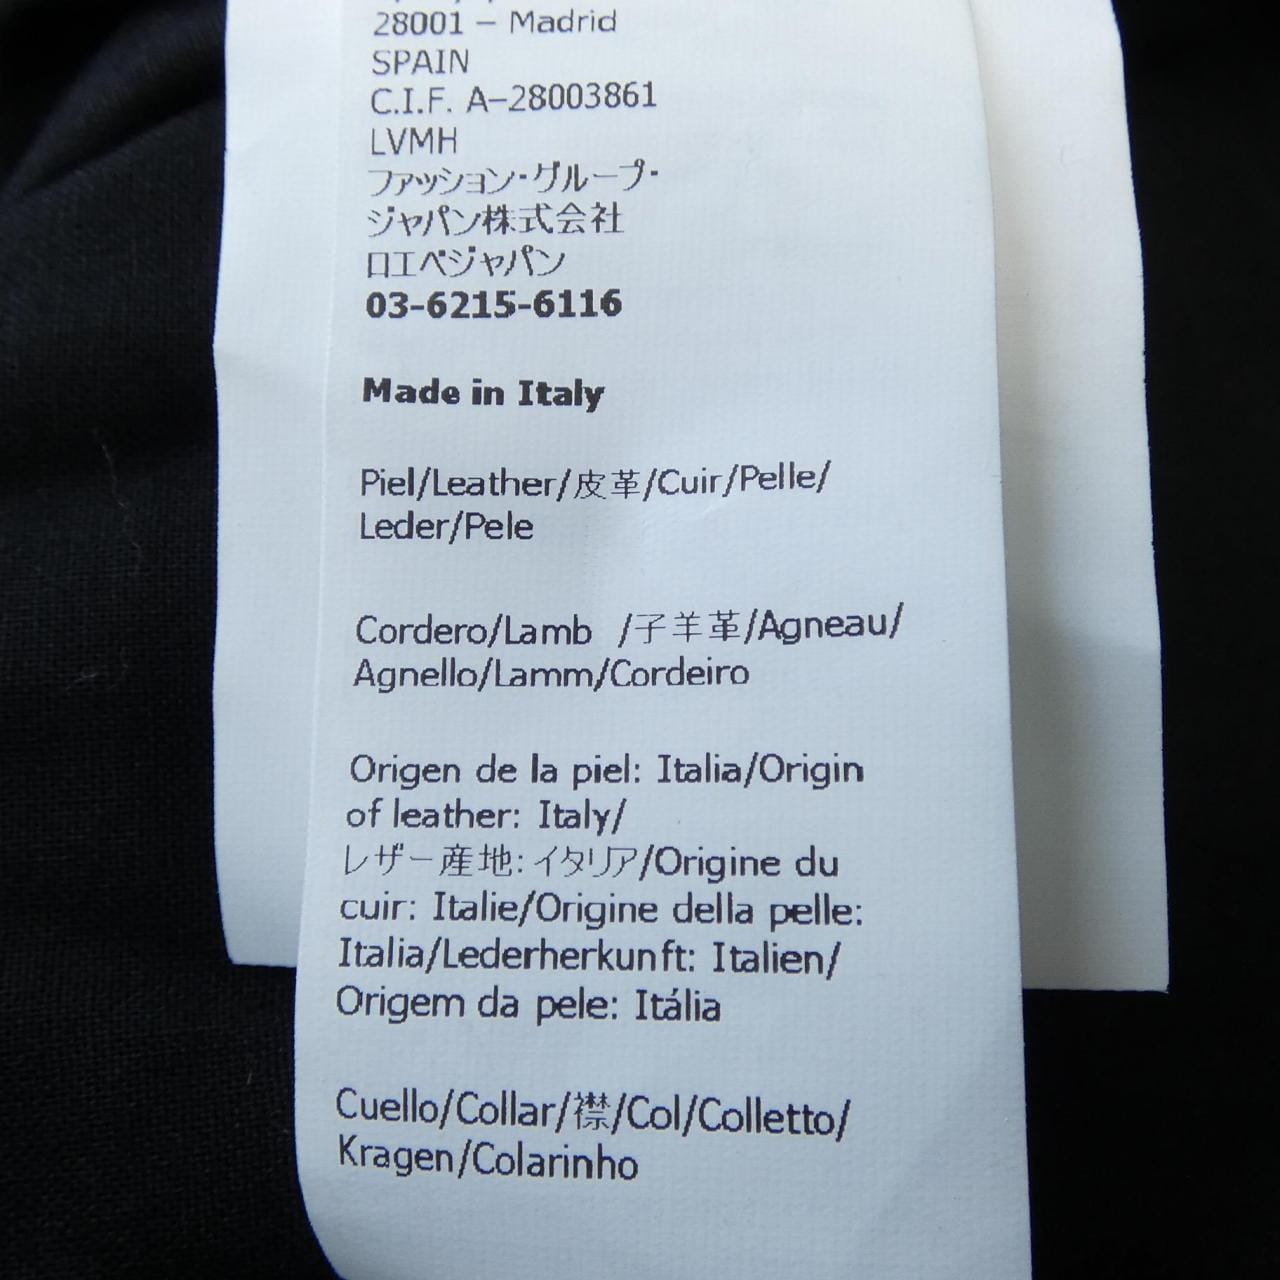 28001 – Madrid
SPAIN
C.I.F. A–28003861
LVMH
ファッション・グループ・
ジャパン株式会社
ロエベジャパン
03-6215-6116
Made in Italy
Piel/Leather/皮革/Cuir/Pelle/
Leder/Pele
Cordero/Lamb /子羊革/Agneau/
Agnello/Lamm/Cordeiro
Origen de la piel: Italia/Origin
of leather: Italy/
レザー産地:イタリア/Origine du
cuir: Italie/Origine della pelle:
Italia/Lederherkunft: Italien/
Origem da pele: Itália
Cuello/Collar/襟/Col/Colletto/
Kragen/Colarinho